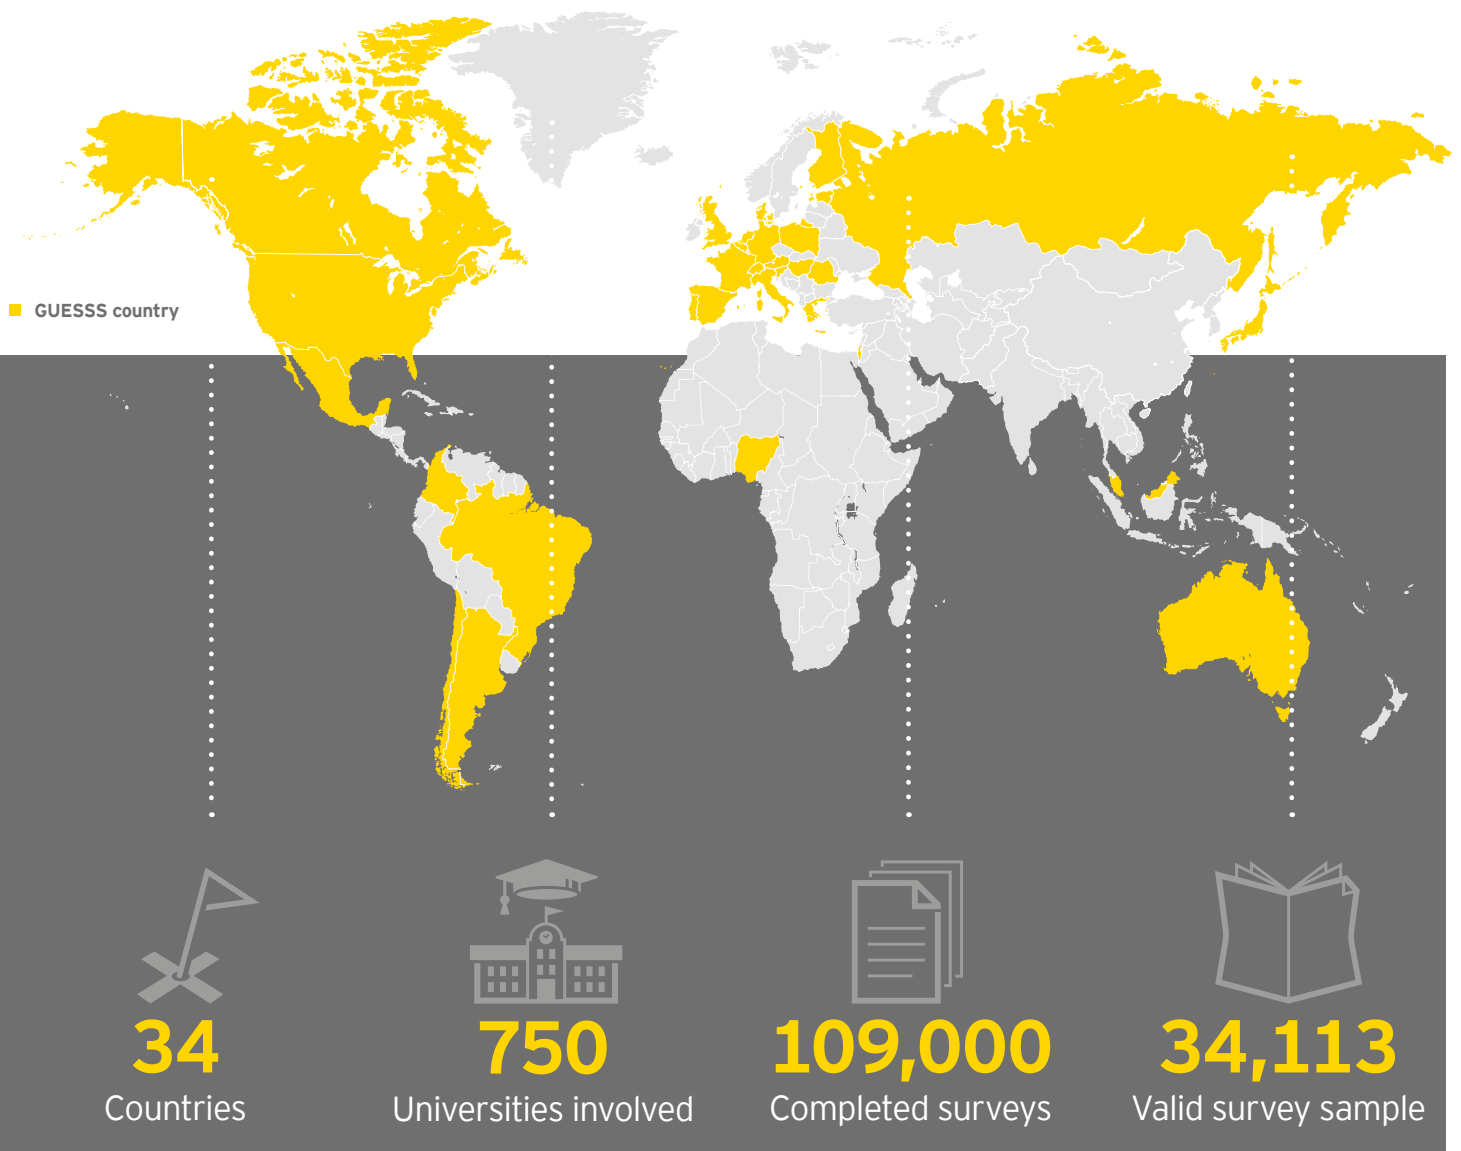 GUESSS country
34
Countries
750
Universities involved
109,000
Completed surveys
34,113
Valid survey sample